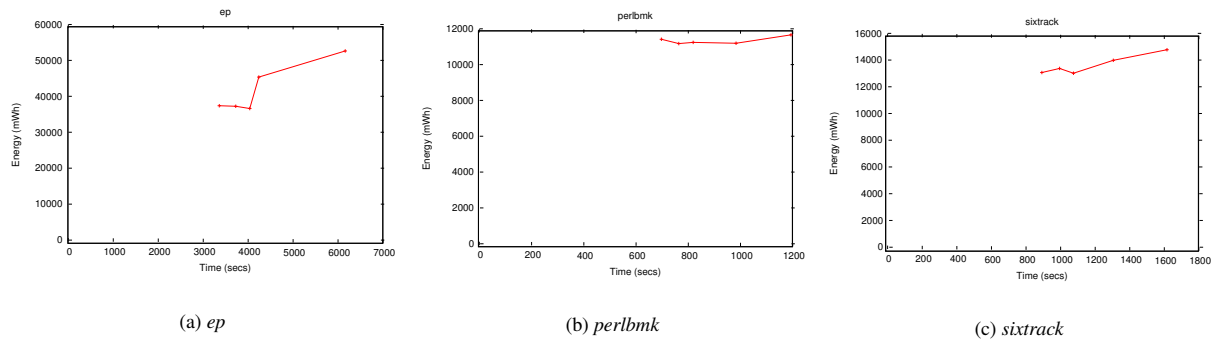 ep
60000
50000
40000
30000
20000
10000
0
Energy (mWh)
0 1000 2000 3000 4000 5000 6000 7000
Time (secs)
(a) ep
perlbmk
12000
10000
8000
6000
4000
2000
0
Energy (mWh)
0 200 400 600 800 1000 1200
Time (secs)
(b) perlbmk
sixtrack
16000
14000
12000
10000
8000
6000
4000
2000
0
Energy (mWh)
0 200 400 600 800 1000 1200 1400 1600 1800
Time (secs)
(c) sixtrack